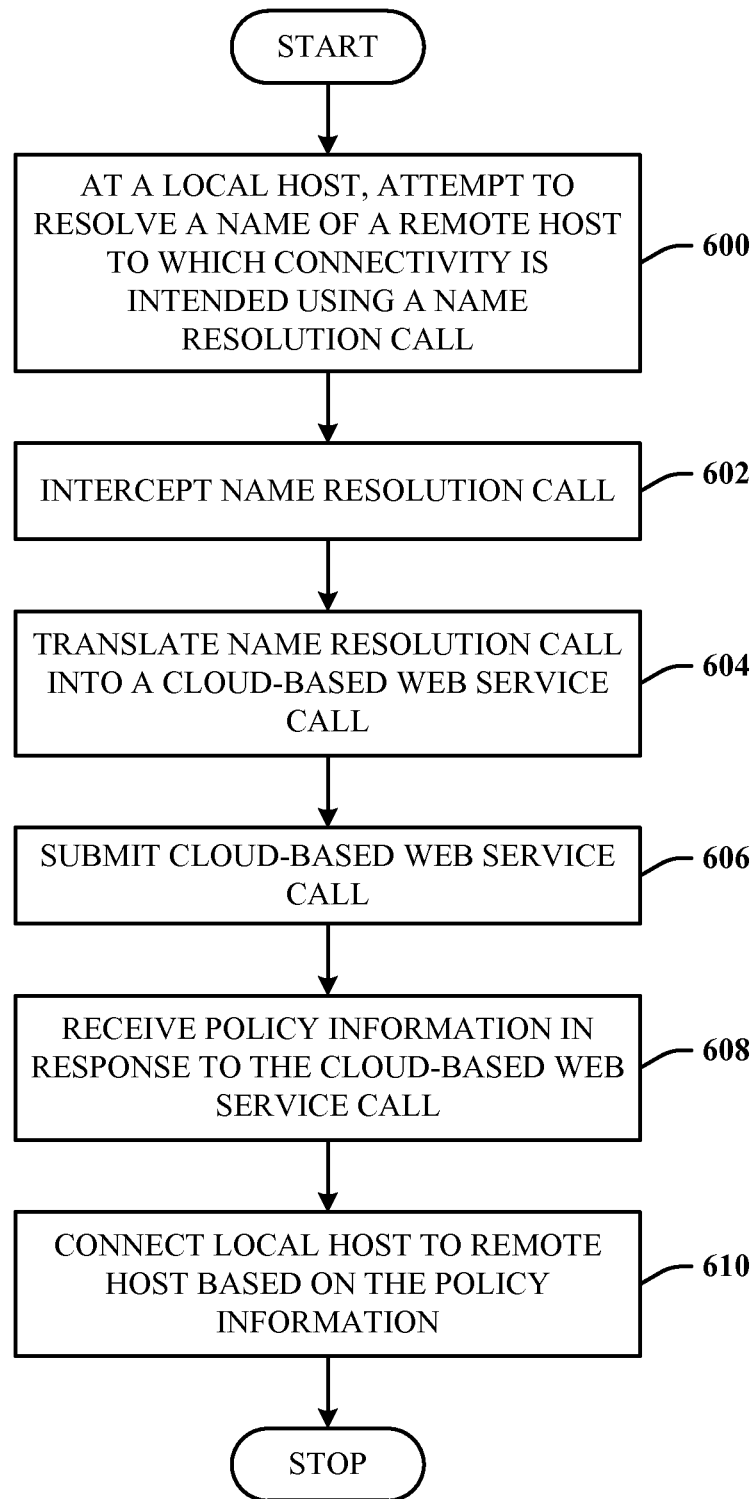 START
AT A LOCAL HOST, ATTEMPT TO
RESOLVE A NAME OF A REMOTE HOST
TO WHICH CONNECTIVITY IS
INTENDED USING A NAME
RESOLUTION CALL
600
INTERCEPT NAME RESOLUTION CALL
602
TRANSLATE NAME RESOLUTION CALL
INTO A CLOUD-BASED WEB SERVICE
CALL
604
SUBMIT CLOUD-BASED WEB SERVICE
CALL
606
RECEIVE POLICY INFORMATION IN
RESPONSE TO THE CLOUD-BASED WEB
SERVICE CALL
608
CONNECT LOCAL HOST TO REMOTE
HOST BASED ON THE POLICY
INFORMATION
610
STOP